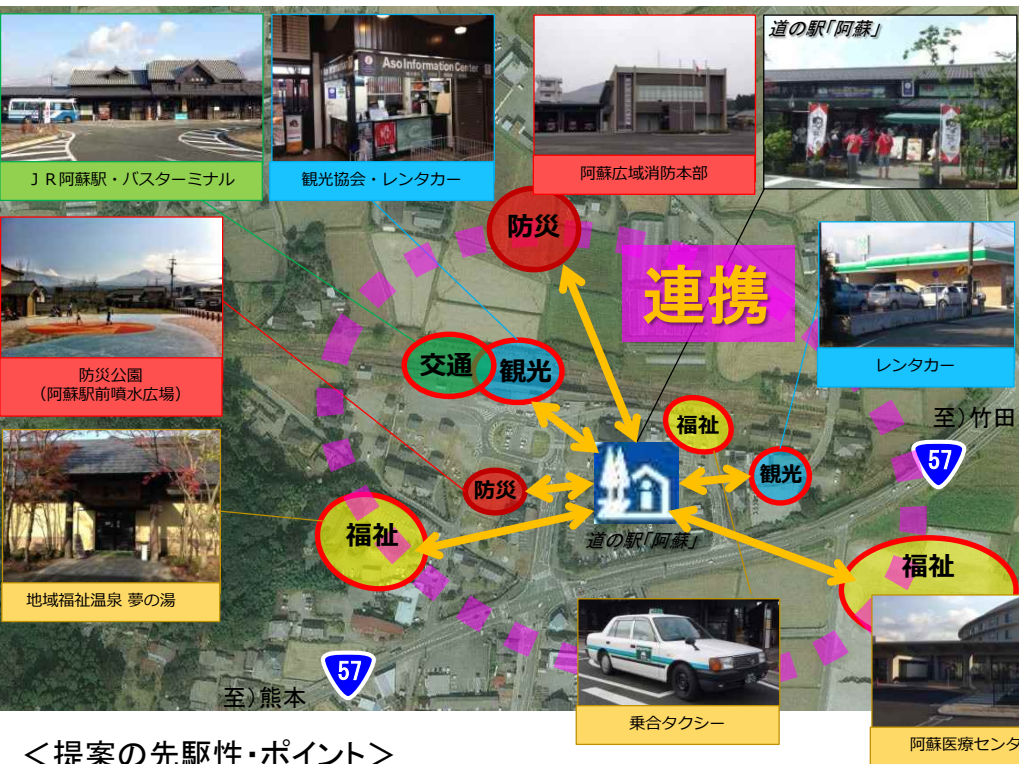 道の駅「阿蘇」
Aso Information Center
ＪＲ阿蘇駅・バスターミナル
観光協会・レンタカー
阿蘇広域消防本部
防災
連携
防災公園
（阿蘇駅前噴水広場）
交通
観光
レンタカー
福祉
至）竹田
57
観光
防災
福祉
道の駅「阿蘇」
福祉
地域福祉温泉 夢の湯
57
至）熊本
乗合タクシー
阿蘇医療センタ
＜提案の先駆性・ポイント＞